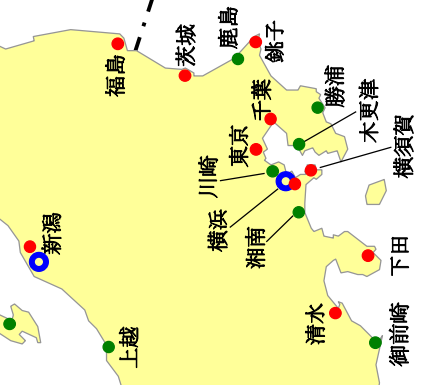 福島
茨城
鹿島
銚子
千葉
勝浦
木更津
東京
川崎
横須賀
横浜
湘南
新潟
下田
清水
御前崎
上越